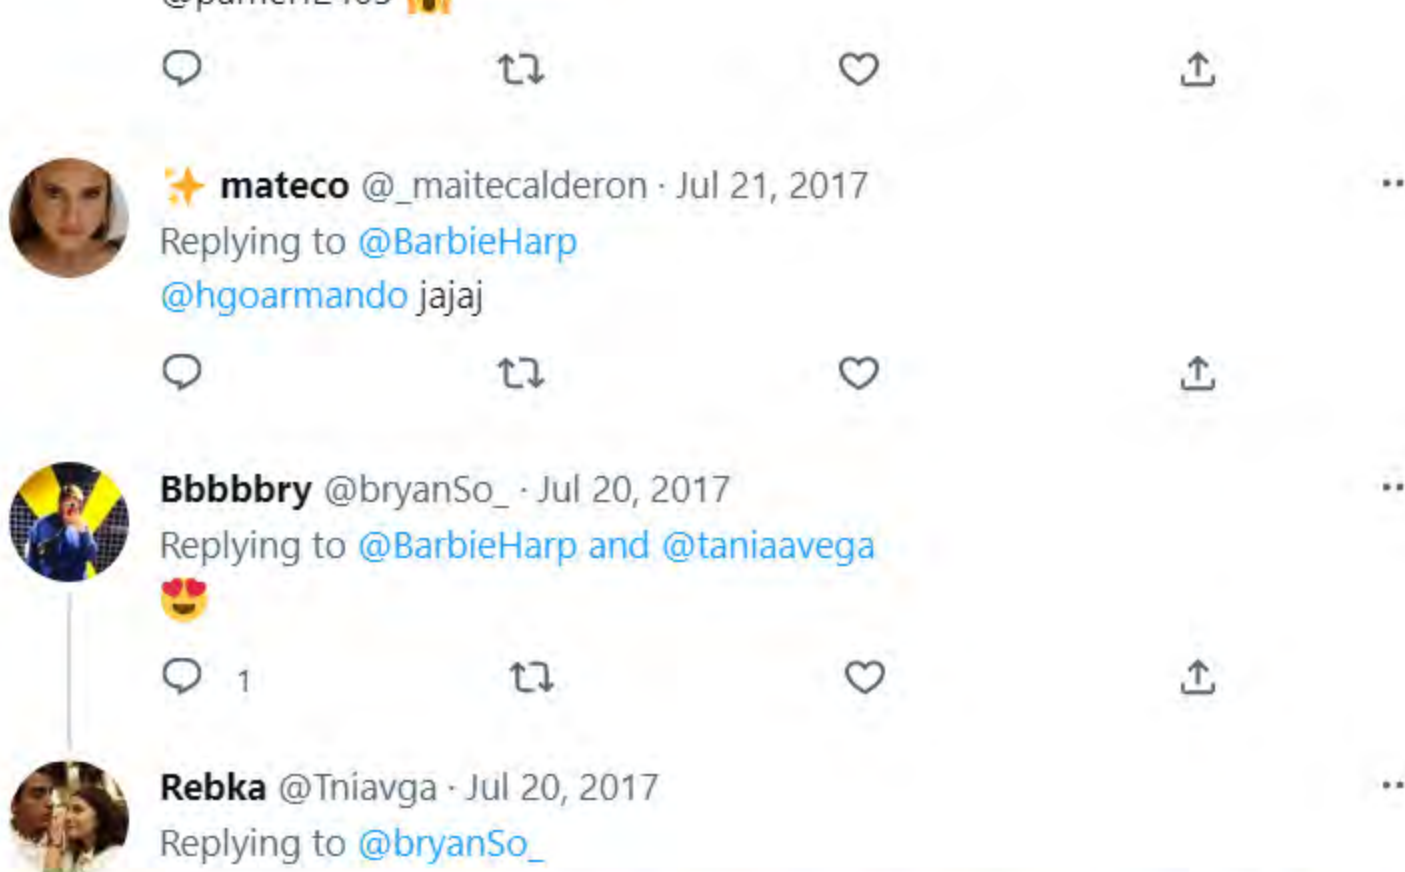 ✨ mateco @_maitecalderon · Jul 21, 2017
Replying to @BarbieHarp
@hgoarmando jajaj
Bbbbbry @bryanSo_ · Jul 20, 2017
Replying to @BarbieHarp and @taniaavega
😍
1
Rebka @Tniavga · Jul 20, 2017
Replying to @bryanSo_